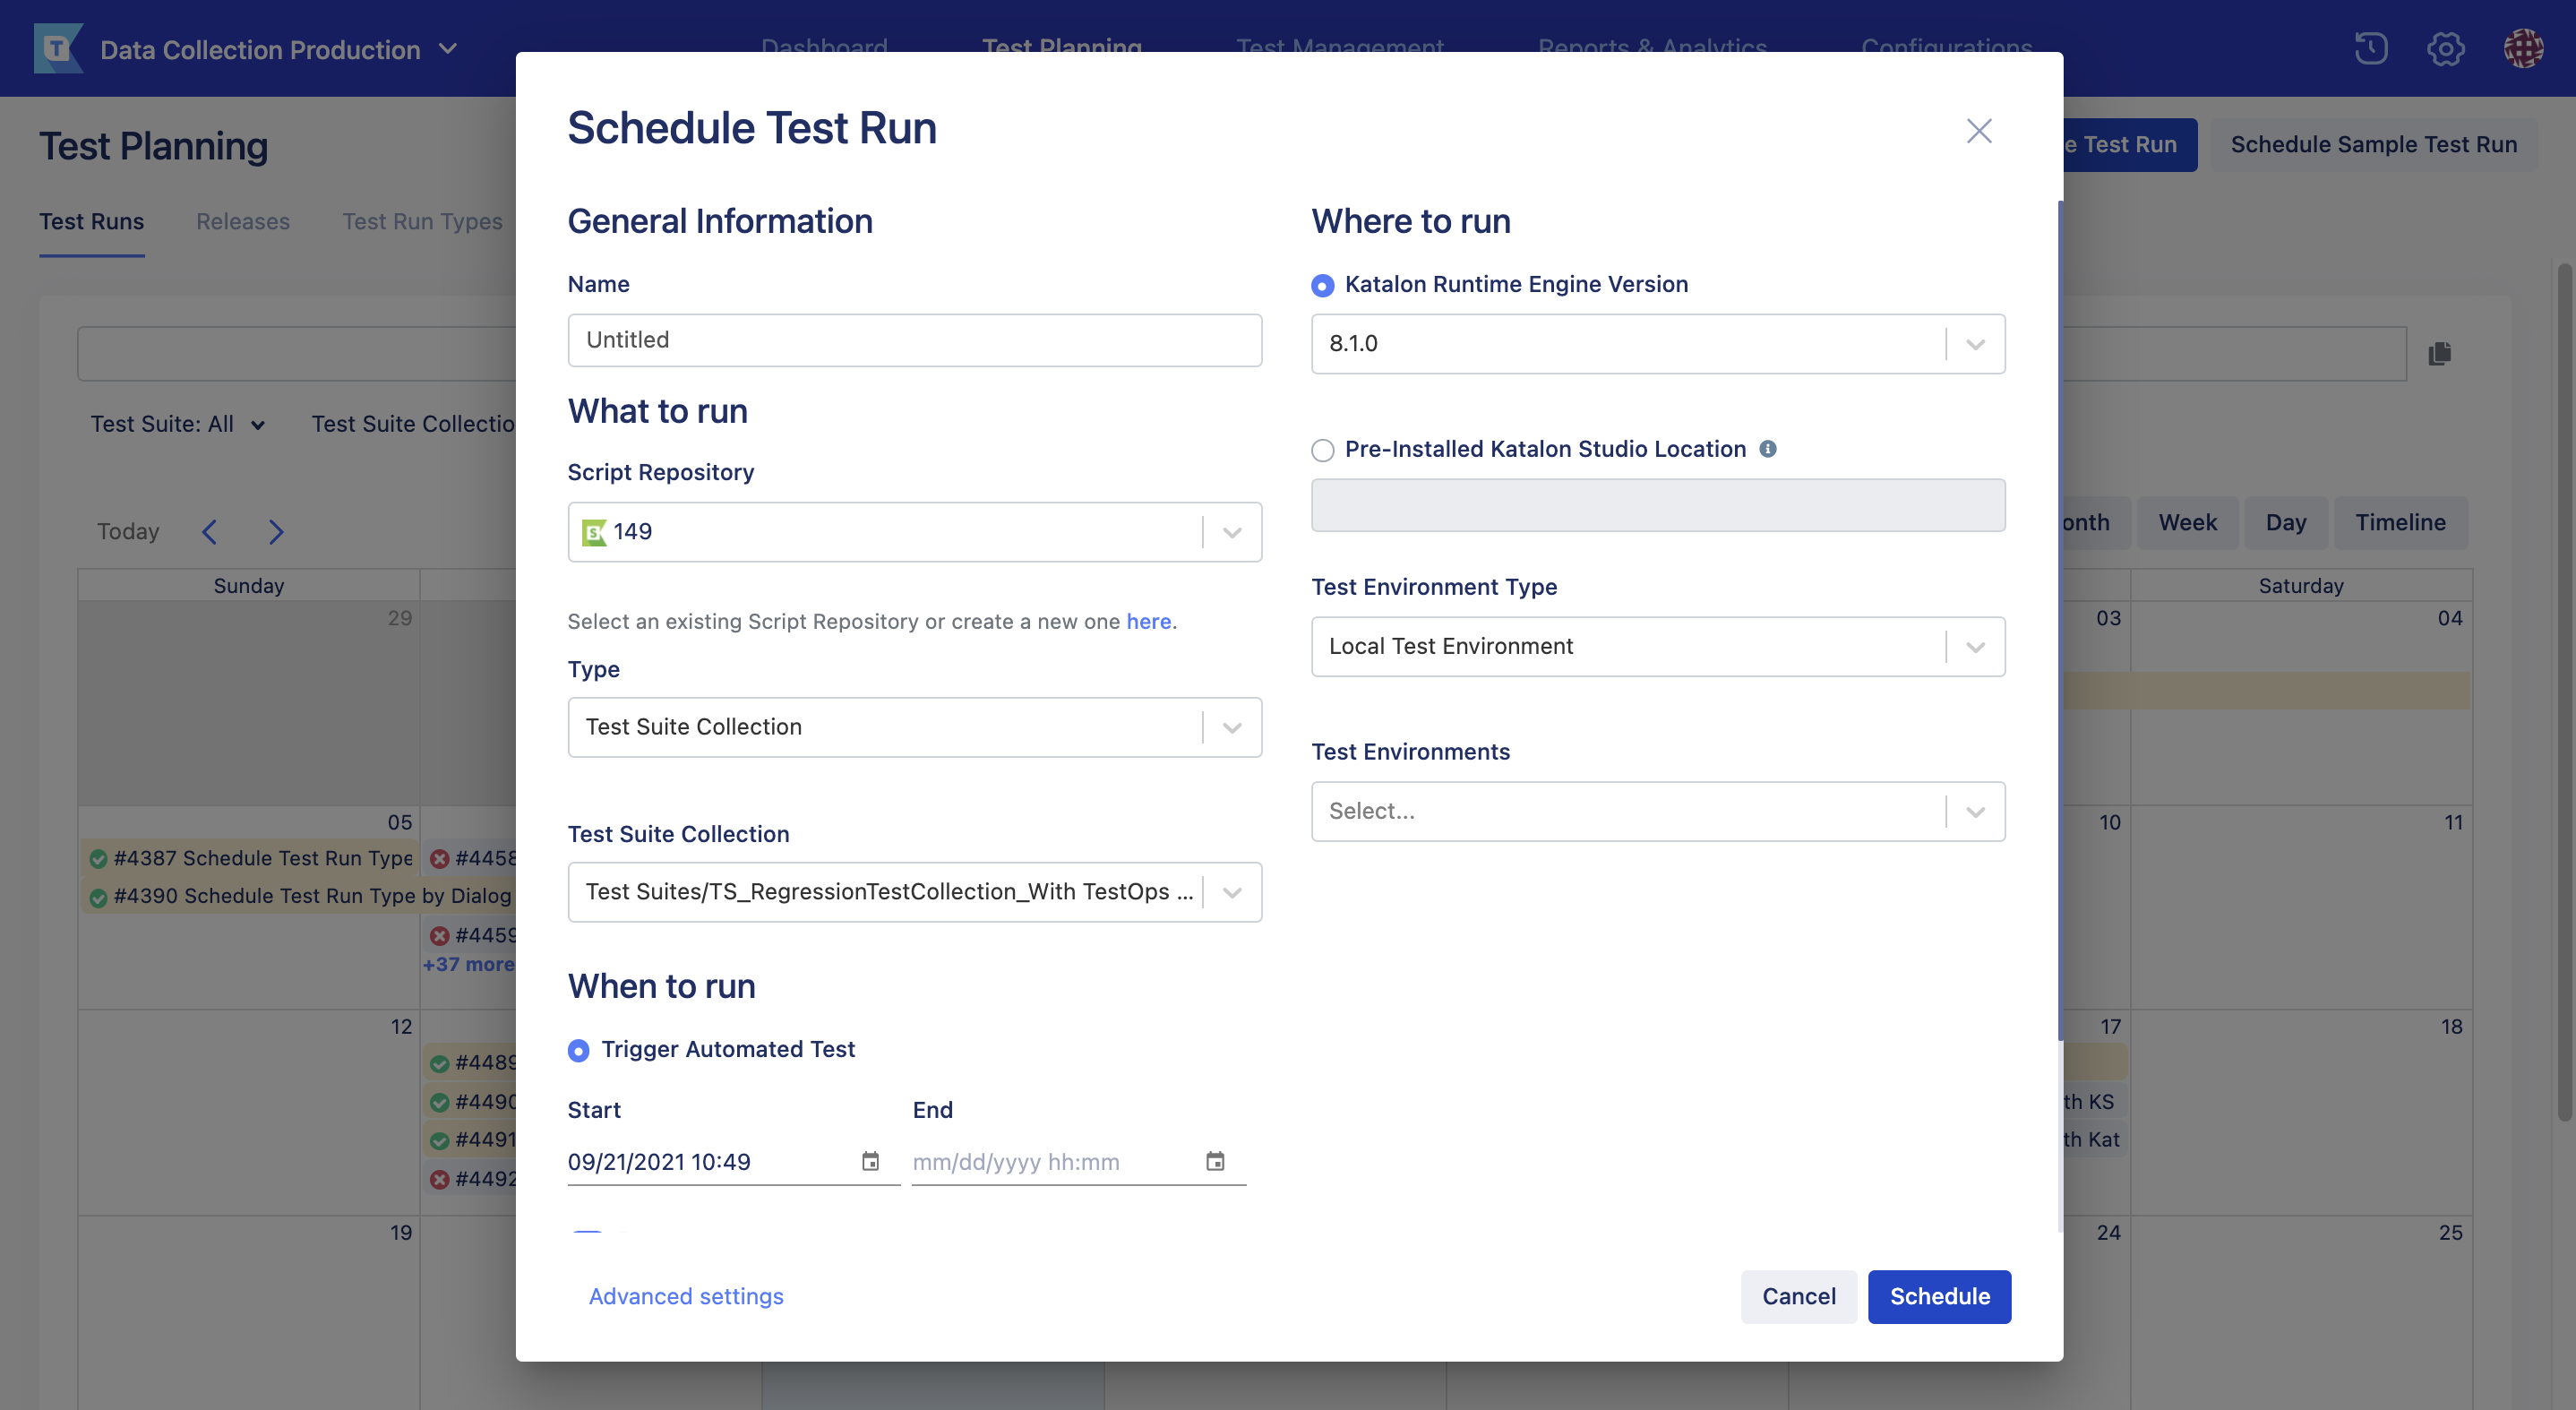 Data Collection Production
Dashboard
Test Planning
Test Management
Reports & Analytics
Configurations
Test Planning
e Test Run
Schedule Sample Test Run
Test Runs
Releases
Test Run Types
Test Suite: All
Test Suite Collectio
Today
onth
Week
Day
Timeline
Sunday
Saturday
29
03
04
05
10
11
#4387 Schedule Test Run Type
#4458
#4390 Schedule Test Run Type by Dialog
#4459
+37 more
12
17
18
#4489
#4490
th KS
#4491
th Kat
#4492
19
24
25
Schedule Test Run
General Information
Name
Untitled
What to run
Script Repository
149
Select an existing Script Repository or create a new one here.
Type
Test Suite Collection
Test Suite Collection
Test Suites/TS_RegressionTestCollection_With TestOps ...
When to run
Trigger Automated Test
Start
End
09/21/2021 10:49
mm/dd/yyyy hh:mm
Where to run
Katalon Runtime Engine Version
8.1.0
Pre-Installed Katalon Studio Location
Test Environment Type
Local Test Environment
Test Environments
Select...
Advanced settings
Cancel
Schedule